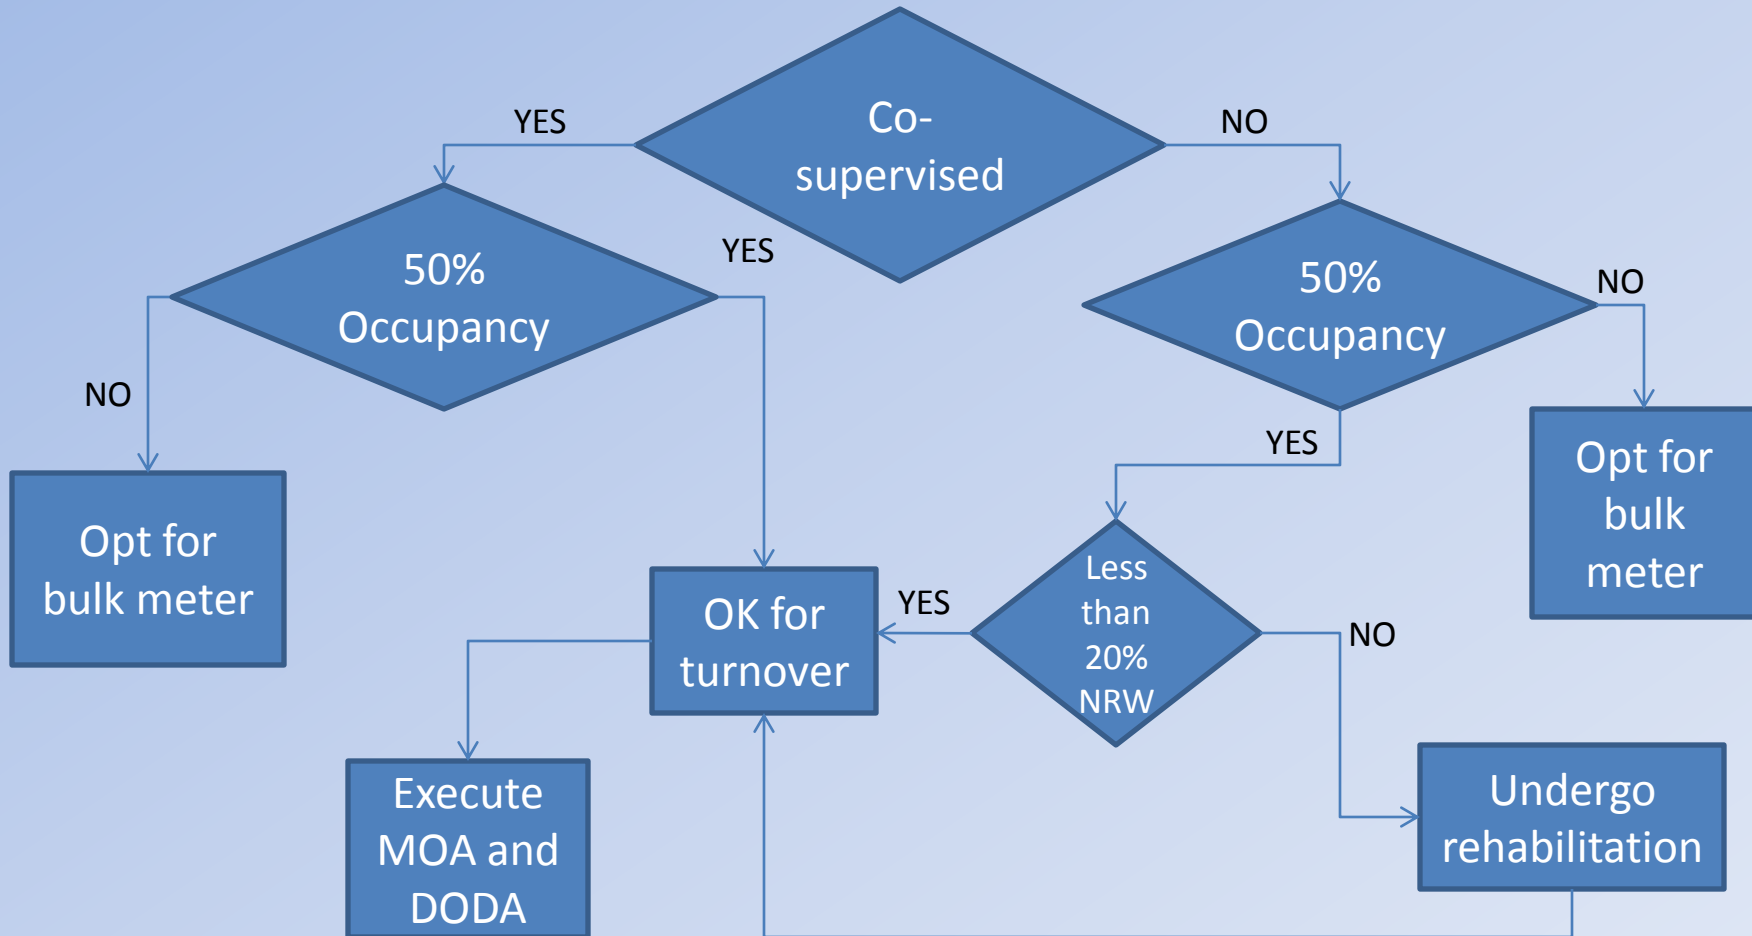 Co-
supervised
YES
NO
50%
Occupancy
YES
NO
50%
Occupancy
NO
YES
Opt for
bulk meter
Opt for
bulk
meter
OK for
turnover
YES
Less
than
20%
NRW
NO
Execute
MOA and
DODA
Undergo
rehabilitation